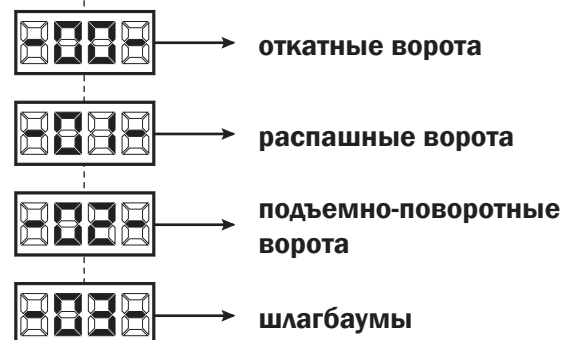 -00- откатные ворота
-01- распашные ворота
-02- подъемно-поворотные
ворота
-03- шлагбаумы